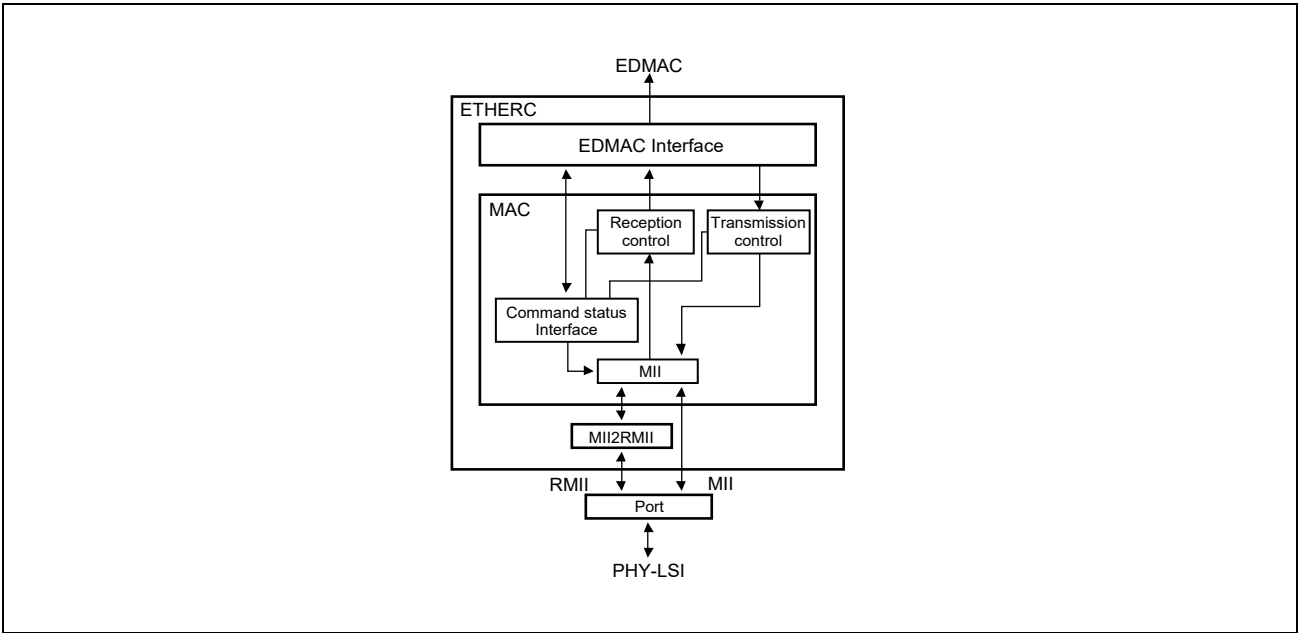 EDMAC
ETHERC
EDMAC Interface
MAC
Reception
control
Transmission
control
Command status
Interface
MII
MII2RMII
RMII
MII
Port
PHY-LSI